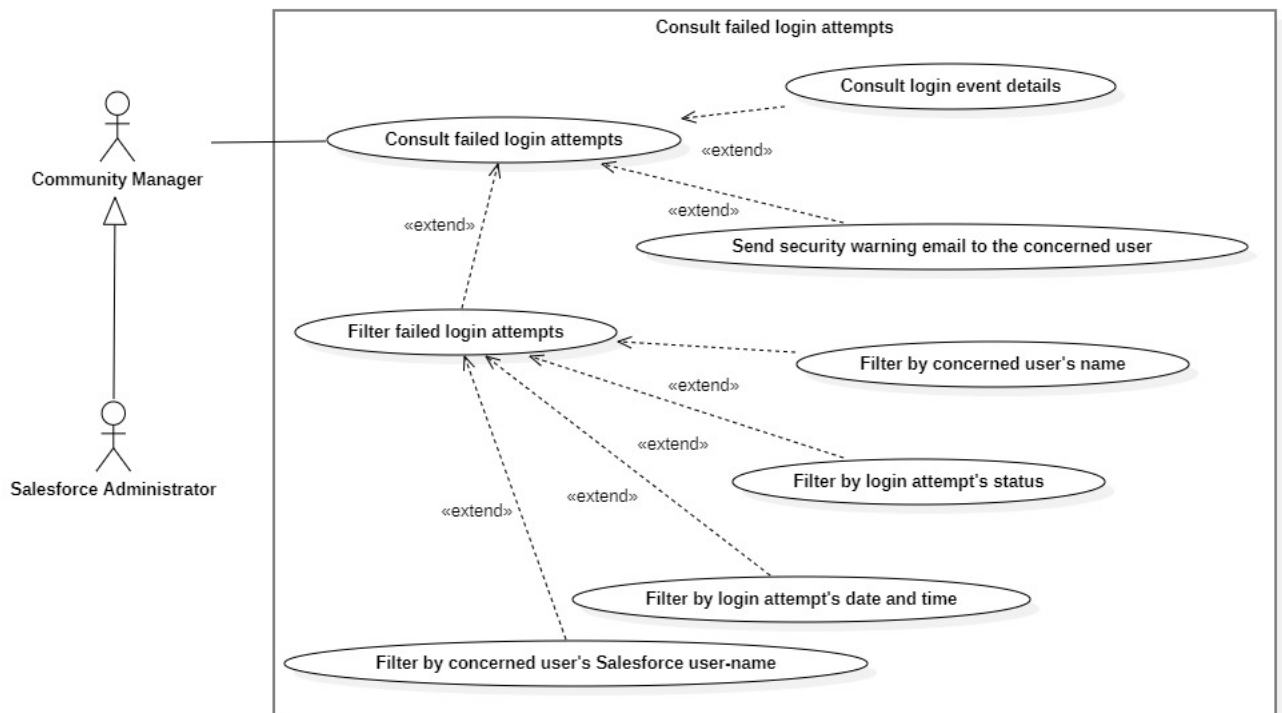 Consult failed login attempts
Consult login event details
Consult failed login attempts
«extend»
Community Manager
«extend»
«extend»
Send security warning email to the concerned user
Filter failed login attempts
Filter by concerned user's name
«extend»
«extend»
Filter by login attempt's status
Salesforce Administrator
«extend»
«extend»
Filter by login attempt's date and time
Filter by concerned user's Salesforce user-name